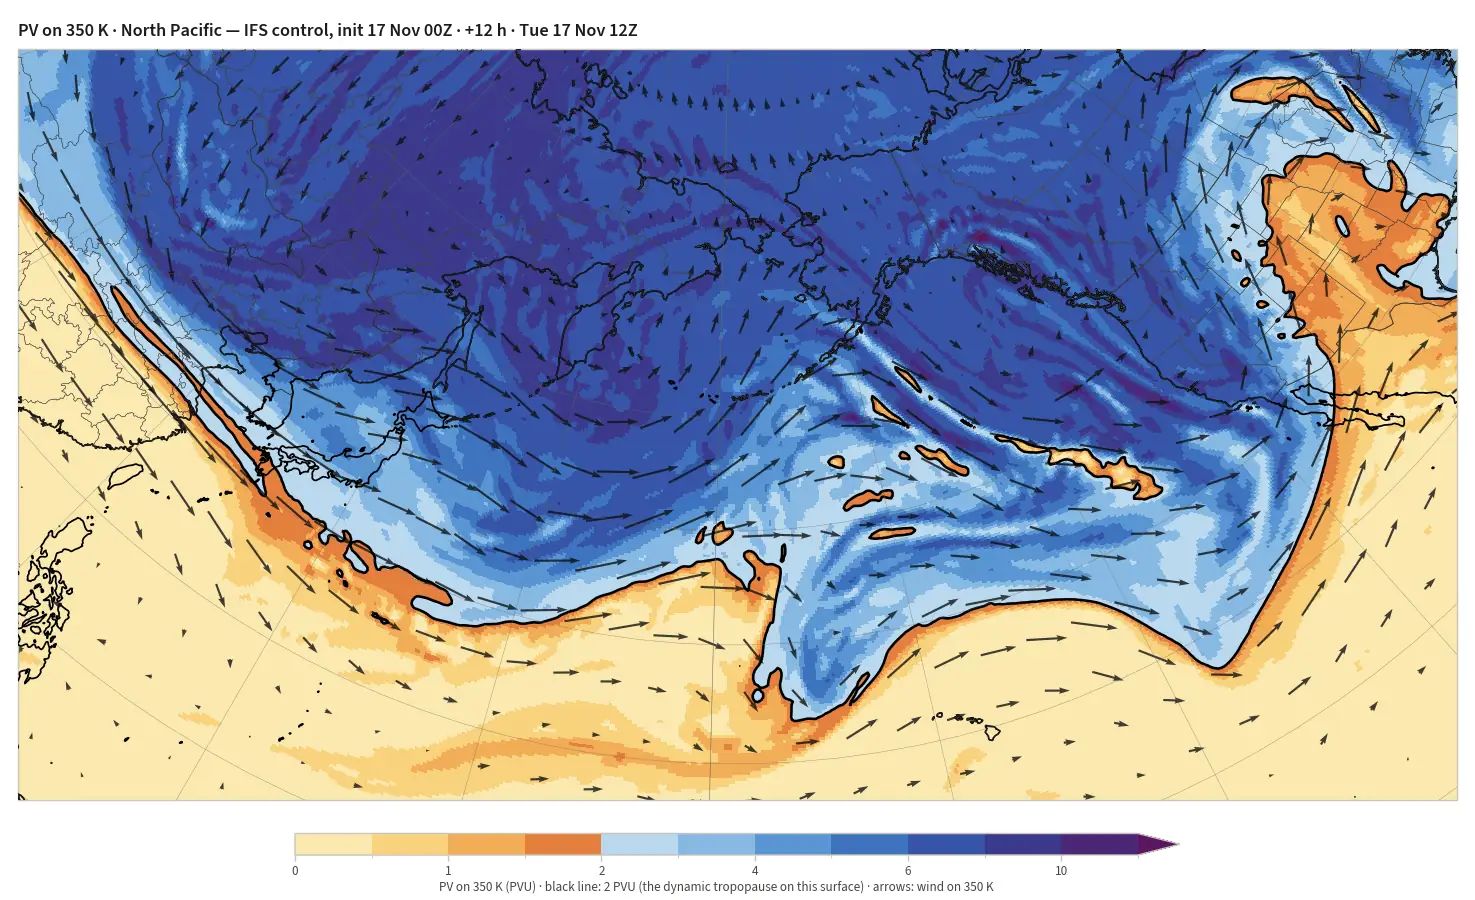 PV on 350 K · North Pacific — IFS control, init 17 Nov 00Z · +12 h · Tue 17 Nov 12Z
0 1 2 4 6 10
PV on 350 K (PVU) · black line: 2 PVU (the dynamic tropopause on this surface) · arrows: wind on 350 K